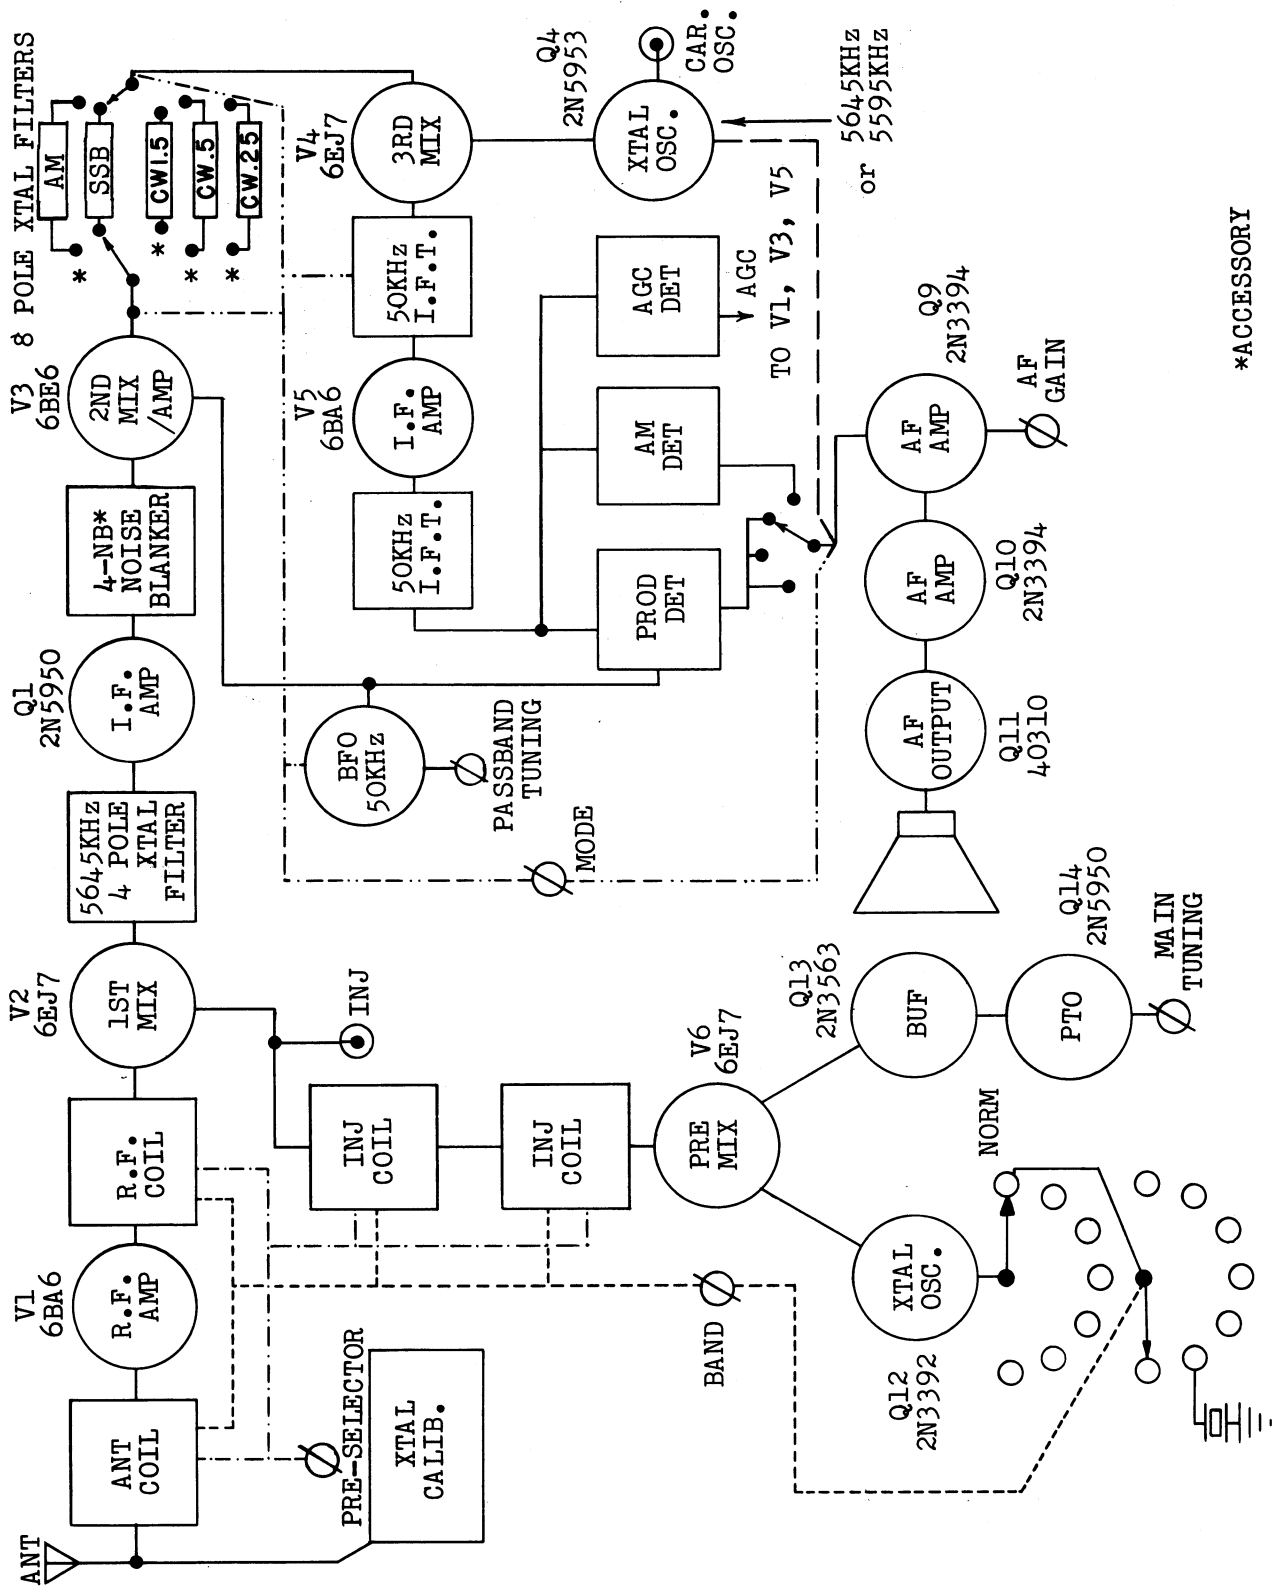 ANT
ANT
COIL
V1
6BA6
R.F.
AMP
R.F.
COIL
V2
6EJ7
1ST
MIX
5645KHz
4 POLE
XTAL
FILTER
Q1
2N5950
I.F.
AMP
4-NB*
NOISE
BLANKER
V3
6BE6
2ND
MIX
/AMP
8 POLE XTAL FILTERS
AM
*
SSB
CW1.5
*
CW.5
*
CW.25
*
PRE-SELECTOR
XTAL
CALIB.
INJ
INJ
COIL
INJ
COIL
BFO
50KHz
PASSBAND
TUNING
MODE
50KHz
I.F.T.
V5
6BA6
I.F.
AMP
50KHz
I.F.T.
V4
6EJ7
3RD
MIX
PROD
DET
AM
DET
AGC
DET
AGC
TO V1, V3, V5
Q4
2N5953
XTAL
OSC.
CAR.
OSC.
5645KHz
or 5595KHz
BAND
V6
6EJ7
PRE
MIX
Q12
2N3392
XTAL
OSC.
NORM
Q13
2N3563
BUF
Q14
2N5950
PTO
MAIN
TUNING
AF
OUTPUT
Q11
40310
AF
AMP
Q10
2N3394
AF
AMP
Q9
2N3394
AF
GAIN
*ACCESSORY